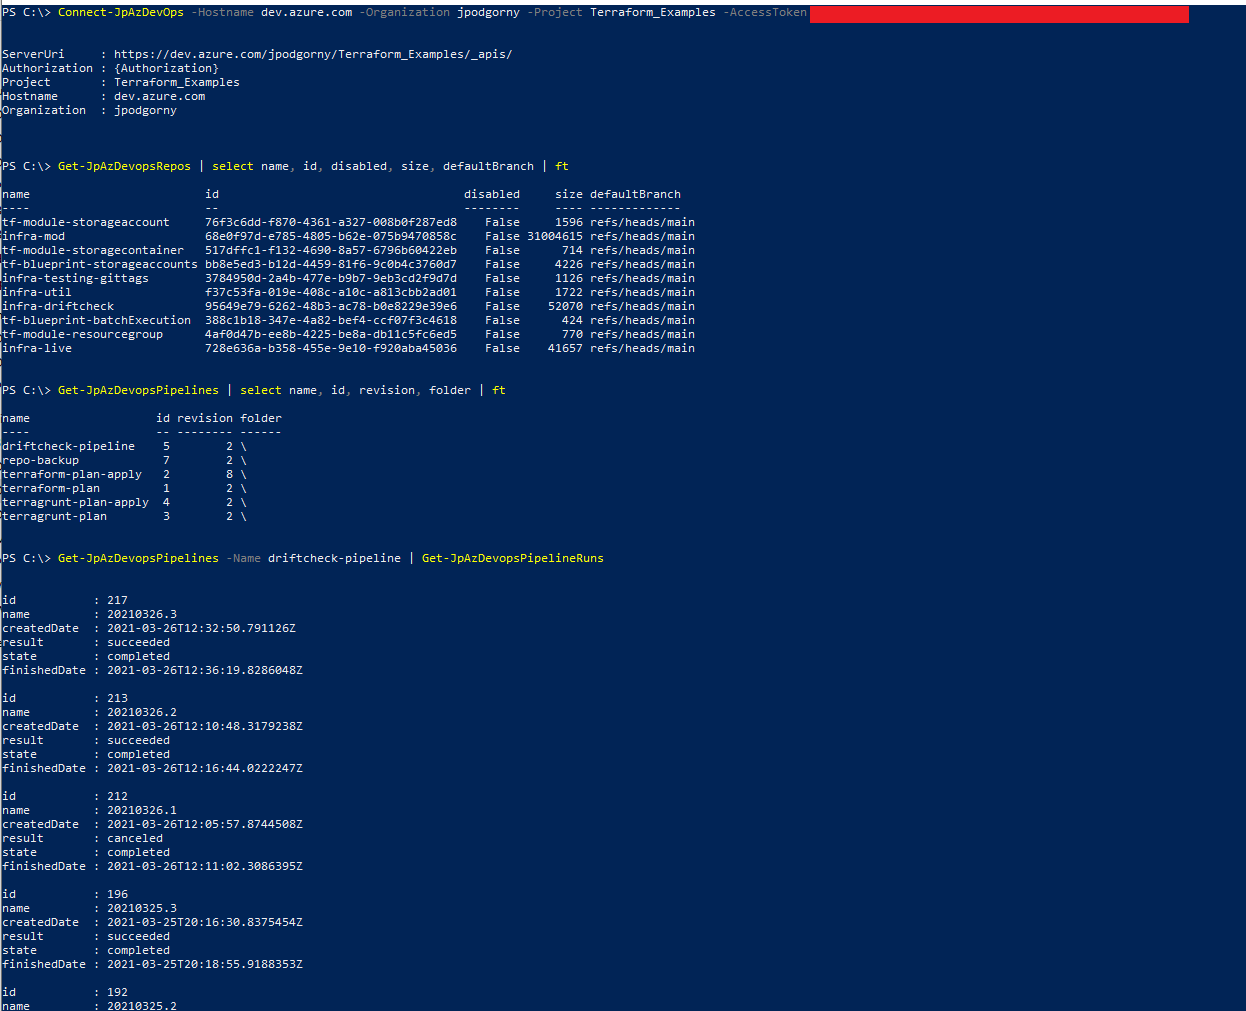 PS C:\> Connect-JpAzDevOps -Hostname dev.azure.com -Organization jpodgorny -Project Terraform_Examples -AccessToken
ServerUri     : https://dev.azure.com/jpodgorny/Terraform_Examples/_apis/
Authorization : {Authorization}
Project       : Terraform_Examples
Hostname      : dev.azure.com
Organization  : jpodgorny
PS C:\> Get-JpAzDevopsRepos | select name, id, disabled, size, defaultBranch | ft
name                         id                                   disabled     size defaultBranch
----                         --                                   --------     ---- -------------
tf-module-storageaccount     76f3c6dd-f870-4361-a327-008b0f287ed8    False     1596 refs/heads/main
infra-mod                    68e0f97d-e785-4805-b62e-075b9470858c    False 31004615 refs/heads/main
tf-module-storagecontainer   517dffc1-f132-4690-8a57-6796b60422eb    False      714 refs/heads/main
tf-blueprint-storageaccounts bb8e5ed3-b12d-4459-81f6-9c0b4c3760d7    False     4226 refs/heads/main
infra-testing-gittags        3784950d-2a4b-477e-b9b7-9eb3cd2f9d7d    False     1126 refs/heads/main
infra-util                   f37c53fa-019e-408c-a10c-a813cbb2ad01    False     1722 refs/heads/main
infra-driftcheck             95649e79-6262-48b3-ac78-b0e8229e39e6    False    52070 refs/heads/main
tf-blueprint-batchExecution  388c1b18-347e-4a82-bef4-ccf07f3c4618    False      424 refs/heads/main
tf-module-resourcegroup      4af0d47b-ee8b-4225-be8a-db11c5fc6ed5    False      770 refs/heads/main
infra-live                   728e636a-b358-455e-9e10-f920aba45036    False    41657 refs/heads/main
PS C:\> Get-JpAzDevopsPipelines | select name, id, revision, folder | ft
name                  id revision folder
----                  -- -------- ------
driftcheck-pipeline    5        2 \
repo-backup            7        2 \
terraform-plan-apply   2        8 \
terraform-plan         1        2 \
terragrunt-plan-apply  4        2 \
terragrunt-plan        3        2 \
PS C:\> Get-JpAzDevopsPipelines -Name driftcheck-pipeline | Get-JpAzDevopsPipelineRuns
id           : 217
name         : 20210326.3
createdDate  : 2021-03-26T12:32:50.791126Z
result       : succeeded
state        : completed
finishedDate : 2021-03-26T12:36:19.8286048Z
id           : 213
name         : 20210326.2
createdDate  : 2021-03-26T12:10:48.3179238Z
result       : succeeded
state        : completed
finishedDate : 2021-03-26T12:16:44.0222247Z
id           : 212
name         : 20210326.1
createdDate  : 2021-03-26T12:05:57.8744508Z
result       : canceled
state        : completed
finishedDate : 2021-03-26T12:11:02.3086395Z
id           : 196
name         : 20210325.3
createdDate  : 2021-03-25T20:16:30.8375454Z
result       : succeeded
state        : completed
finishedDate : 2021-03-25T20:18:55.9188353Z
id           : 192
name         : 20210325.2